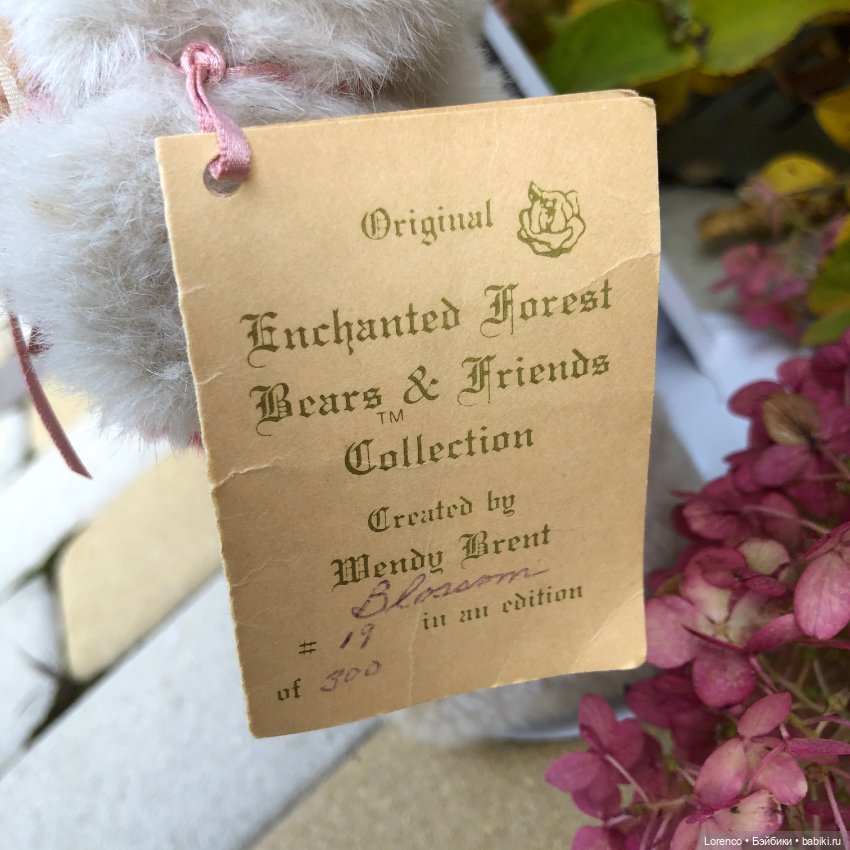 Original
Enchanted Forest
Bears & Friends
TM
Collection
Created by
Wendy Brent
Blossom
# 19 in an edition
of 500
Lorenco • Бэйбики • babiki.ru